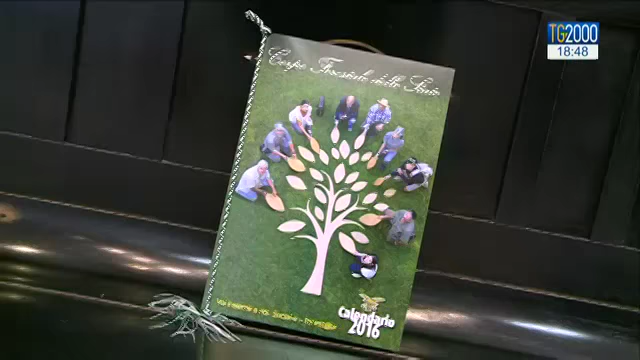 TG2000
18:48
Corpo Forestale dello Stato
Calendario
2016